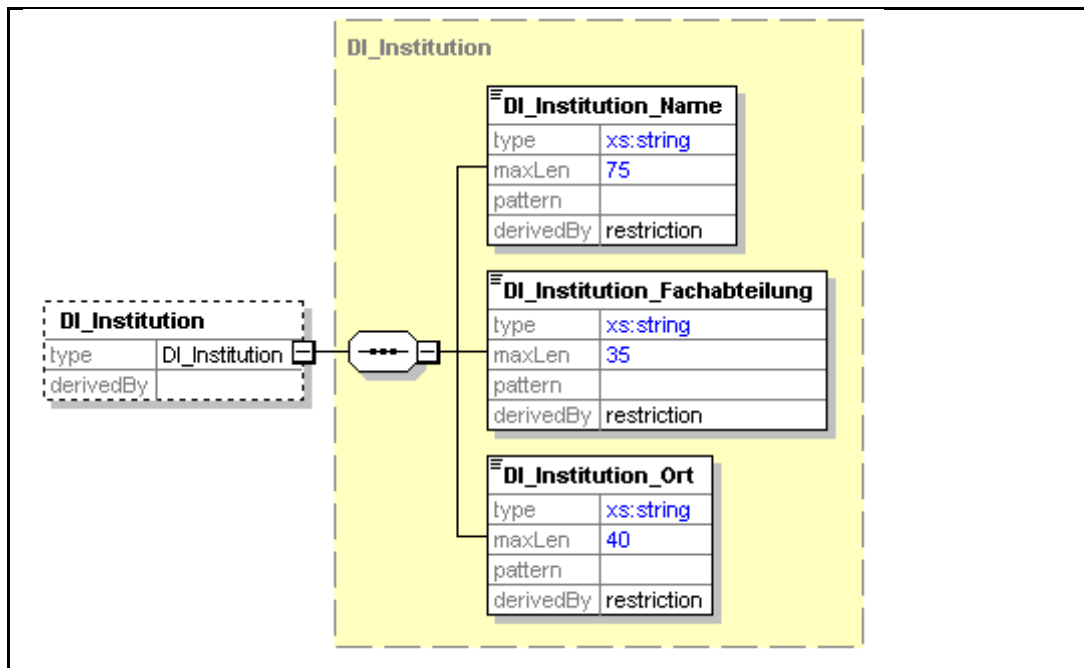 DI_Institution
DI_Institution_Name
type xs:string
maxLen 75
pattern
derivedBy restriction
DI_Institution_Fachabteilung
type xs:string
maxLen 35
pattern
derivedBy restriction
DI_Institution
type DI_Institution
derivedBy
DI_Institution_Ort
type xs:string
maxLen 40
pattern
derivedBy restriction